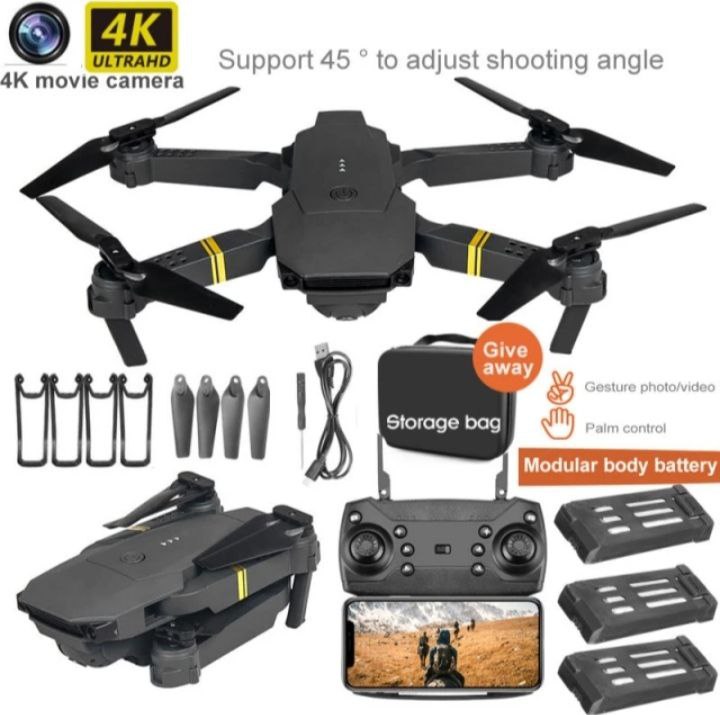 4K
ULTRAHD
4K movie camera
Support 45 ° to adjust shooting angle
Give
away
Storage bag
Gesture photo/video
Palm control
Modular body battery